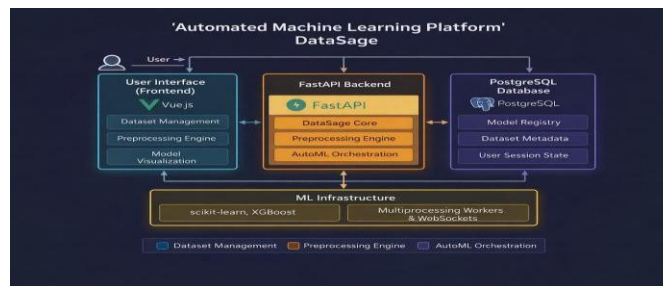 'Automated Machine Learning Platform'
DataSage
User
User Interface
(Frontend)
Vue.js
Dataset Management
Preprocessing Engine
Model
Visualization
FastAPI Backend
FastAPI
DataSage Core
Preprocessing Engine
AutoML Orchestration
PostgreSQL
Database
PostgreSQL
Model Registry
Dataset Metadata
User Session State
ML Infrastructure
scikit-learn, XGBoost
Multiprocessing Workers
& WebSockets
Dataset Management
Preprocessing Engine
AutoML Orchestration